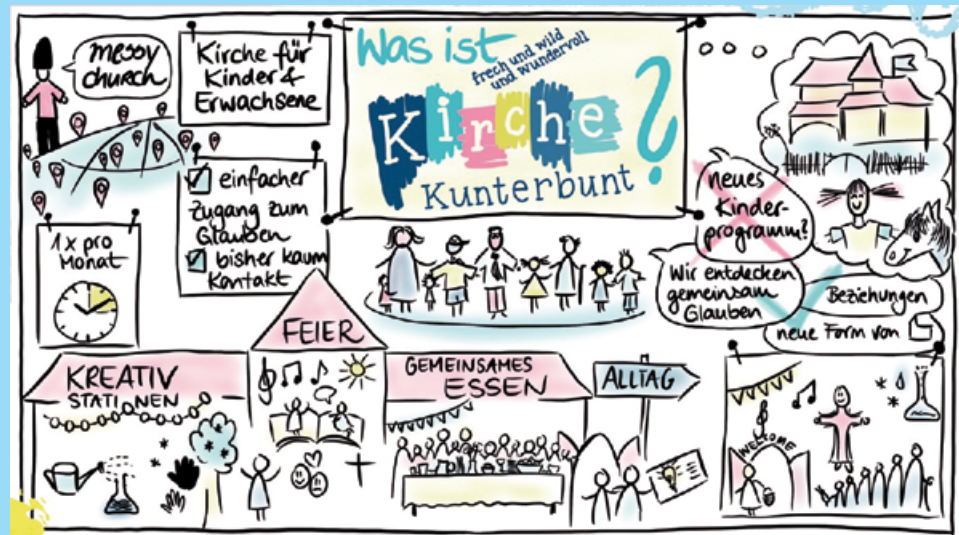 messy
church
Kirche für
Kinder &
Erwachsene
Was ist
frech und wild
und wundervoll
Kirche
Kunterbunt
?
einfacher
Zugang zum
Glauben
bisher kaum
Kontakt
1x pro
Monat
neues
Kinder-
programm?
Wir entdecken
gemeinsam
Glauben
Beziehungen
neue Form von
FEIER
KREATIV
STATIONEN
GEMEINSAMES
ESSEN
ALLTAG
WELCOME